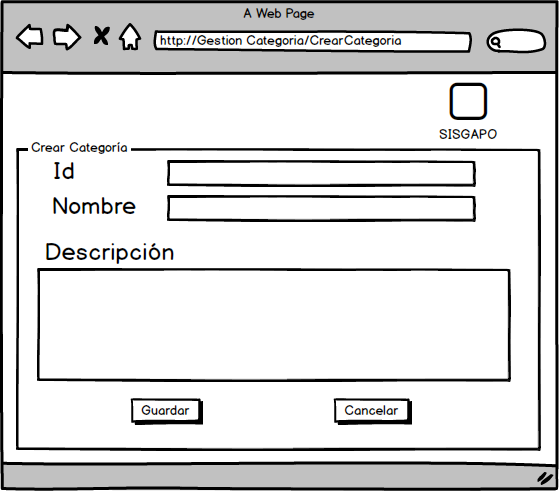 A Web Page
http://Gestion Categoria/CrearCategoria
SISGAPO
Crear Categoría
Id
Nombre
Descripción
Guardar
Cancelar